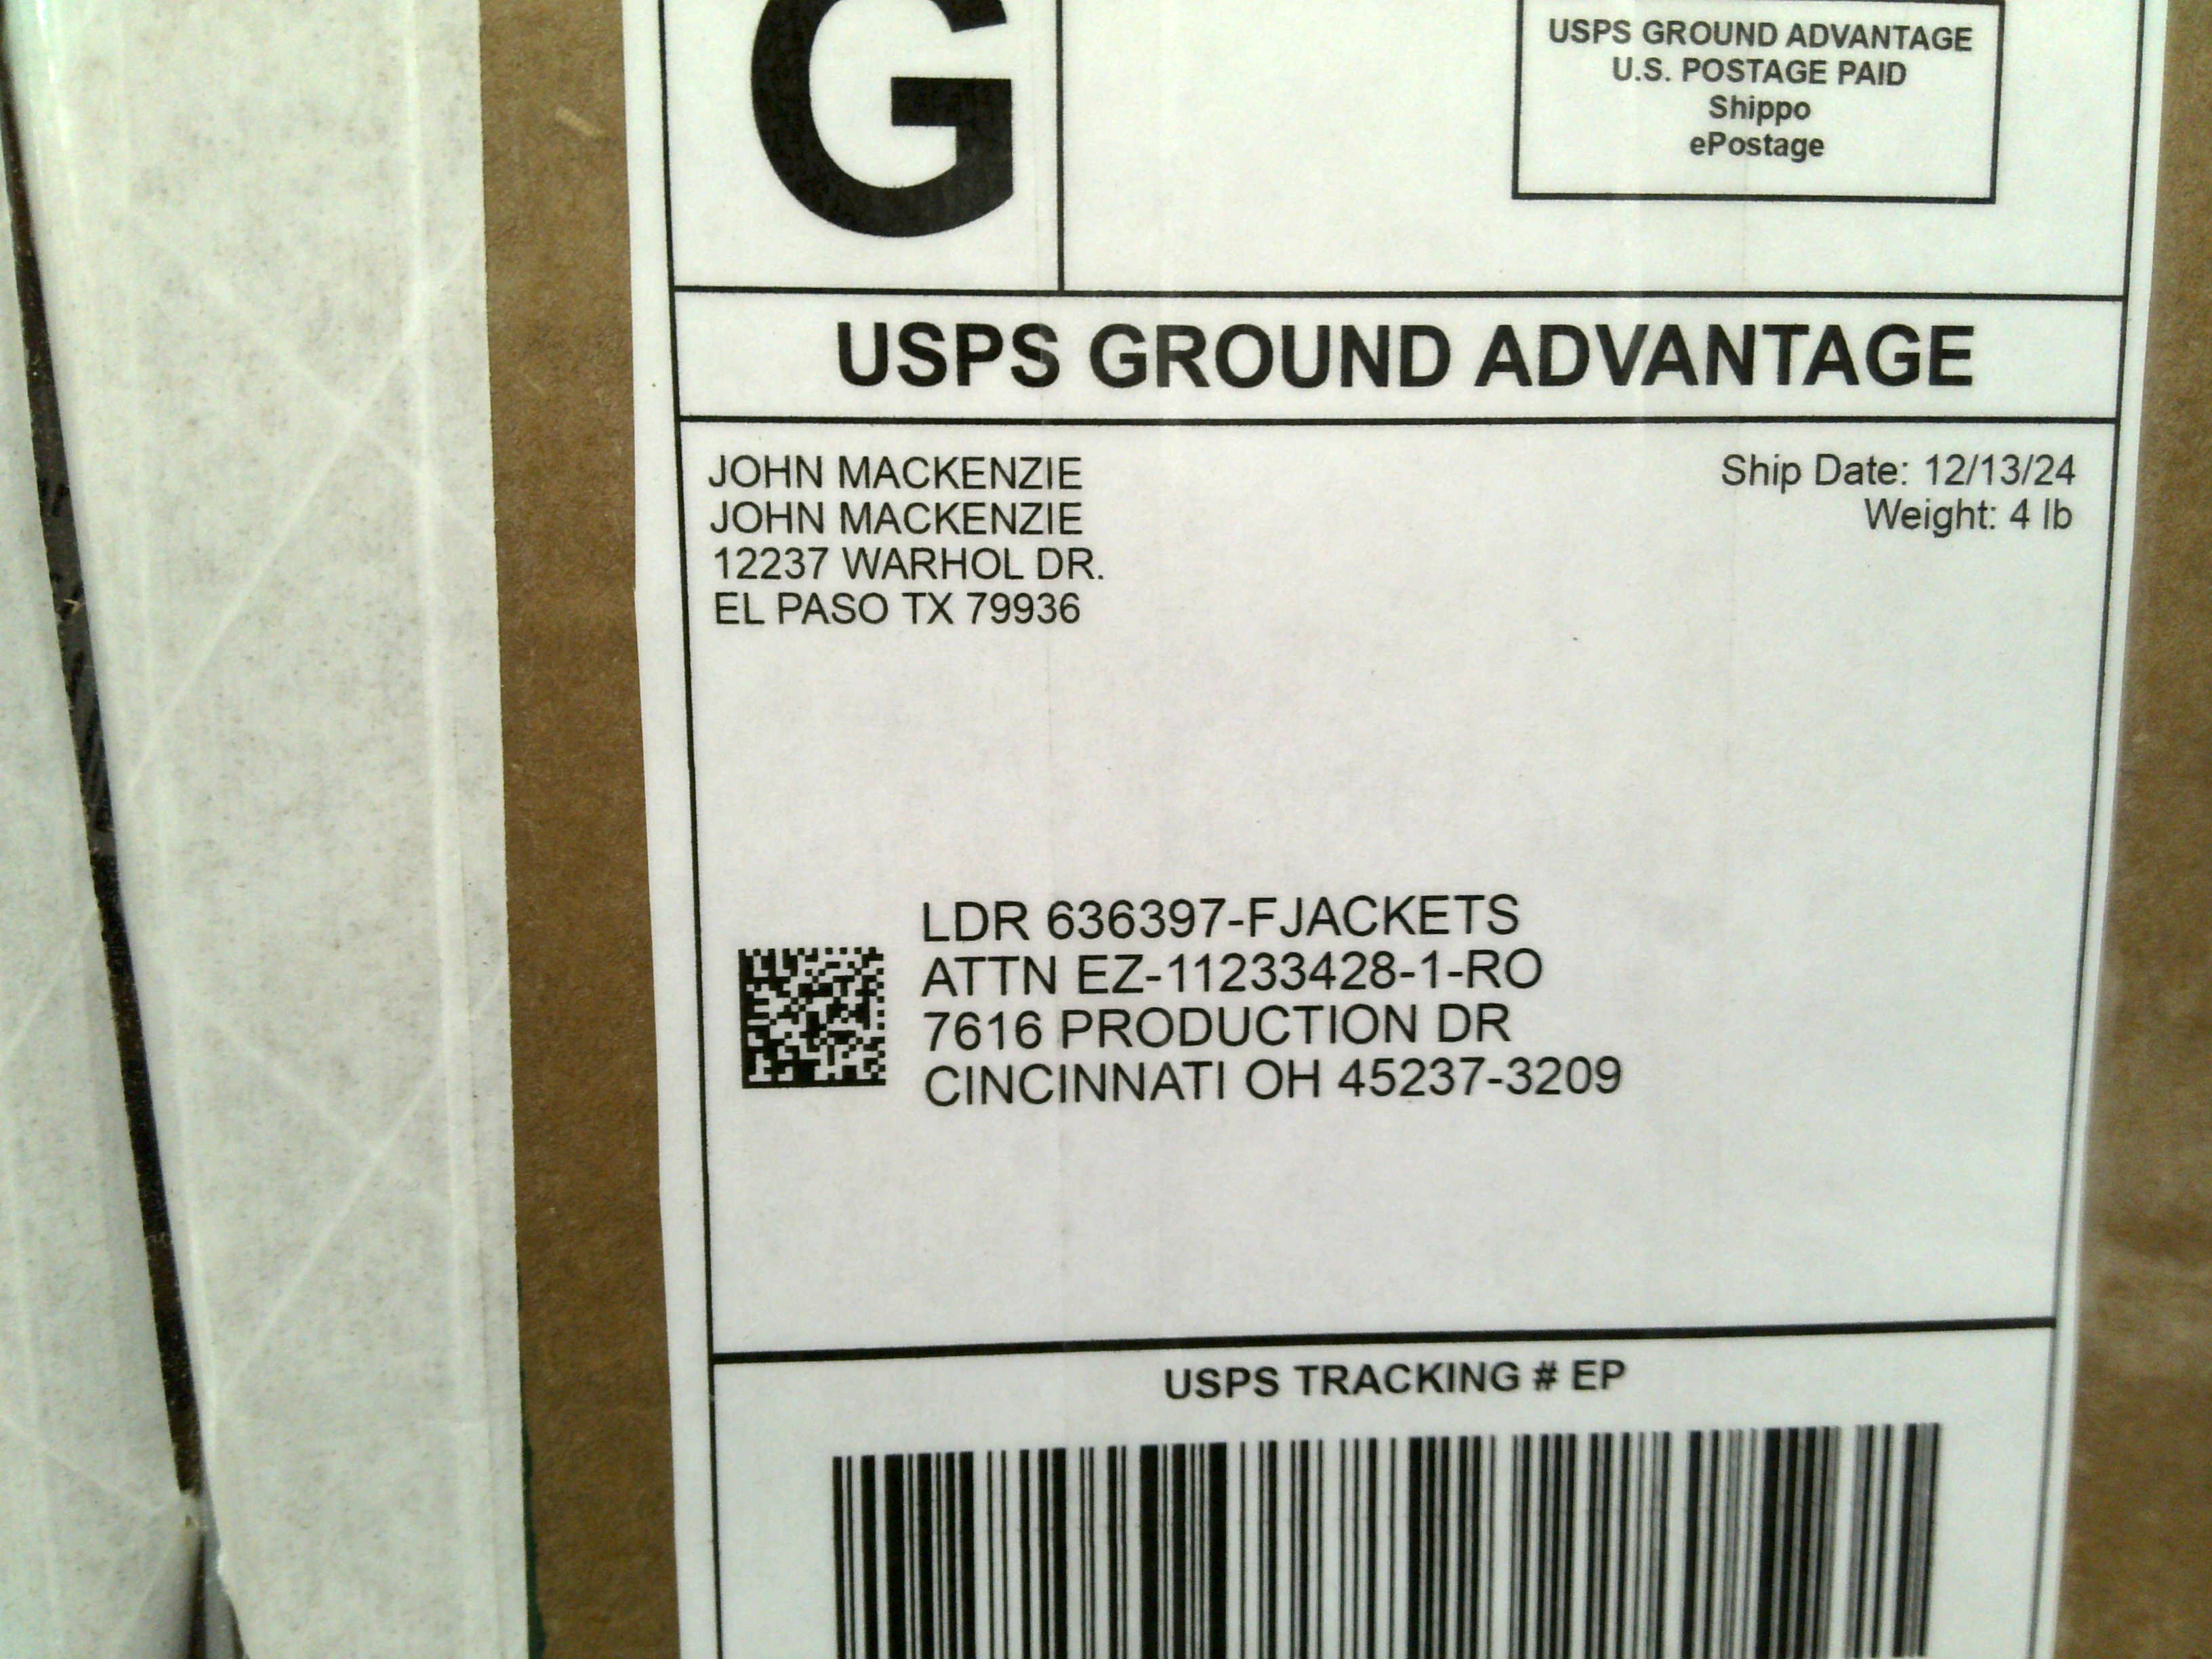 G
USPS GROUND ADVANTAGE
U.S. POSTAGE PAID
Shippo
ePostage
USPS GROUND ADVANTAGE
JOHN MACKENZIE
JOHN MACKENZIE
12237 WARHOL DR.
EL PASO TX 79936
Ship Date: 12/13/24
Weight: 4 lb
LDR 636397-FJACKETS
ATTN EZ-11233428-1-RO
7616 PRODUCTION DR
CINCINNATI OH 45237-3209
USPS TRACKING # EP